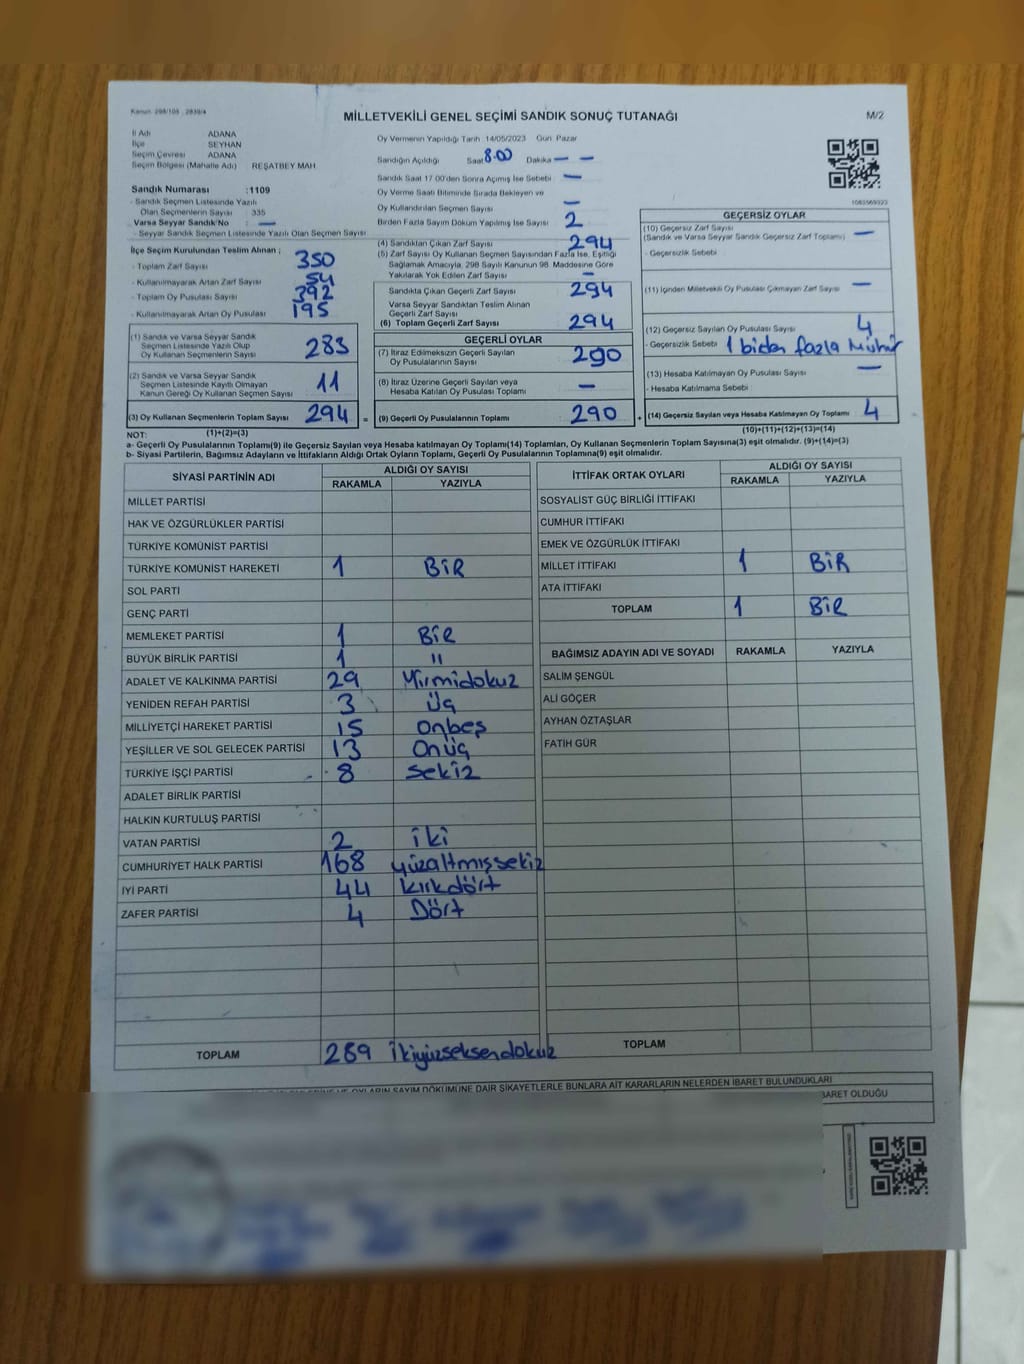 Kanun: 298/105 , 2839/4
MİLLETVEKİLİ GENEL SEÇİMİ SANDIK SONUÇ TUTANAĞI
M/2
İl Adı ADANA
İlçe SEYHAN
Seçim Çevresi ADANA
Seçim Bölgesi (Mahalle Adı) REŞATBEY MAH
Sandık Numarası :1109
- Sandık Seçmen Listesinde Yazılı
Olan Seçmenlerin Sayısı 335
Varsa Seyyar Sandık No : —
- Seyyar Sandık Seçmen Listesinde Yazılı Olan Seçmen Sayısı
İlçe Seçim Kurulundan Teslim Alınan ;
- Toplam Zarf Sayısı 350
- Kullanılmayarak Artan Zarf Sayısı 54
- Toplam Oy Pusulası Sayısı 392
- Kullanılmayarak Artan Oy Pusulası 195
(1) Sandık ve Varsa Seyyar Sandık
Seçmen Listesinde Yazılı Olup
Oy Kullanan Seçmenlerin Sayısı 283
(2) Sandık ve Varsa Seyyar Sandık
Seçmen Listesinde Kayıtlı Olmayan
Kanun Gereği Oy Kullanan Seçmen Sayısı 11
(3) Oy Kullanan Seçmenlerin Toplam Sayısı 294 =
(1)+(2)=(3)
Oy Vermenin Yapıldığı Tarih 14/05/2023 Gün Pazar
Sandığın Açıldığı Saat 8.00 Dakika — —
Sandık Saat 17:00'den Sonra Açımış İse Sebebi —
Oy Verme Saati Bitiminde Sırada Bekleyen ve
Oy Kullandırılan Seçmen Sayısı —
Birden Fazla Sayım Döküm Yapılmış İse Sayısı 2
(4) Sandıktan Çıkan Zarf Sayısı 294
(5) Zarf Sayısı Oy Kullanan Seçmen Sayısından Fazla İse, Eşitliği
Sağlamak Amacıyla, 298 Sayılı Kanunun 98. Maddesine Göre
Yakılarak Yok Edilen Zarf Sayısı —
Sandıkta Çıkan Geçerli Zarf Sayısı 294
Varsa Seyyar Sandıktan Teslim Alınan
Geçerli Zarf Sayısı
(6) Toplam Geçerli Zarf Sayısı 294
GEÇERLİ OYLAR
(7) İtiraz Edilmeksizin Geçerli Sayılan
Oy Pusulalarının Sayısı 290
(8) İtiraz Üzerine Geçerli Sayılan veya
Hesaba Katılan Oy Pusulası Toplamı —
(9) Geçerli Oy Pusulalarının Toplamı 290 +
1083569323
GEÇERSİZ OYLAR
(10) Geçersiz Zarf Sayısı
(Sandık ve Varsa Seyyar Sandık Geçersiz Zarf Toplamı) —
- Geçersizlik Sebebi :
(11) İçinden Milletvekili Oy Pusulası Çıkmayan Zarf Sayısı —
(12) Geçersiz Sayılan Oy Pusulası Sayısı 4
- Geçersizlik Sebebi 1 biden fazla Mühür
(13) Hesaba Katılmayan Oy Pusulası Sayısı —
- Hesaba Katılmama Sebebi :
(14) Geçersiz Sayılan veya Hesaba Katılmayan Oy Toplamı 4
(10)+(11)+(12)+(13)=(14)
NOT:
a- Geçerli Oy Pusulalarının Toplamı(9) ile Geçersiz Sayılan veya Hesaba katılmayan Oy Toplamı(14) Toplamları, Oy Kullanan Seçmenlerin Toplam Sayısına(3) eşit olmalıdır. (9)+(14)=(3)
b- Siyasi Partilerin, Bağımsız Adayların ve İttifakların Aldığı Ortak Oyların Toplamı, Geçerli Oy Pusulalarının Toplamına(9) eşit olmalıdır.
SİYASİ PARTİNİN ADI ALDIĞI OY SAYISI
RAKAMLA YAZIYLA
MİLLET PARTİSİ
HAK VE ÖZGÜRLÜKLER PARTİSİ
TÜRKİYE KOMÜNİST PARTİSİ
TÜRKİYE KOMÜNİST HAREKETİ 1 BİR
SOL PARTİ
GENÇ PARTİ
MEMLEKET PARTİSİ 1 BİR
BÜYÜK BİRLİK PARTİSİ 1 "
ADALET VE KALKINMA PARTİSİ 29 Yirmidokuz
YENİDEN REFAH PARTİSİ 3 Üç
MİLLİYETÇİ HAREKET PARTİSİ 15 Onbeş
YEŞİLLER VE SOL GELECEK PARTİSİ 13 Onüç
TÜRKİYE İŞÇİ PARTİSİ 8 sekiz
ADALET BİRLİK PARTİSİ
HALKIN KURTULUŞ PARTİSİ
VATAN PARTİSİ 2 iki
CUMHURİYET HALK PARTİSİ 168 yüzaltmışsekiz
İYİ PARTİ 44 kırkdört
ZAFER PARTİSİ 4 Dört
TOPLAM 289 ikiyüzseksendokuz
İTTİFAK ORTAK OYLARI ALDIĞI OY SAYISI
RAKAMLA YAZIYLA
SOSYALİST GÜÇ BİRLİĞİ İTTİFAKI
CUMHUR İTTİFAKI
EMEK VE ÖZGÜRLÜK İTTİFAKI
MİLLET İTTİFAKI 1 BİR
ATA İTTİFAKI
TOPLAM 1 BİR
BAĞIMSIZ ADAYIN ADI VE SOYADI RAKAMLA YAZIYLA
SALİM ŞENGÜL
ALİ GÖÇER
AYHAN ÖZTAŞLAR
FATİH GÜR
TOPLAM
OYLARIN SAYIM DÖKÜMÜNE DAİR ŞİKAYETLERLE BUNLARA AİT KARARLARIN NELERDEN İBARET BULUNDUKLARI
İBARET OLDUĞU